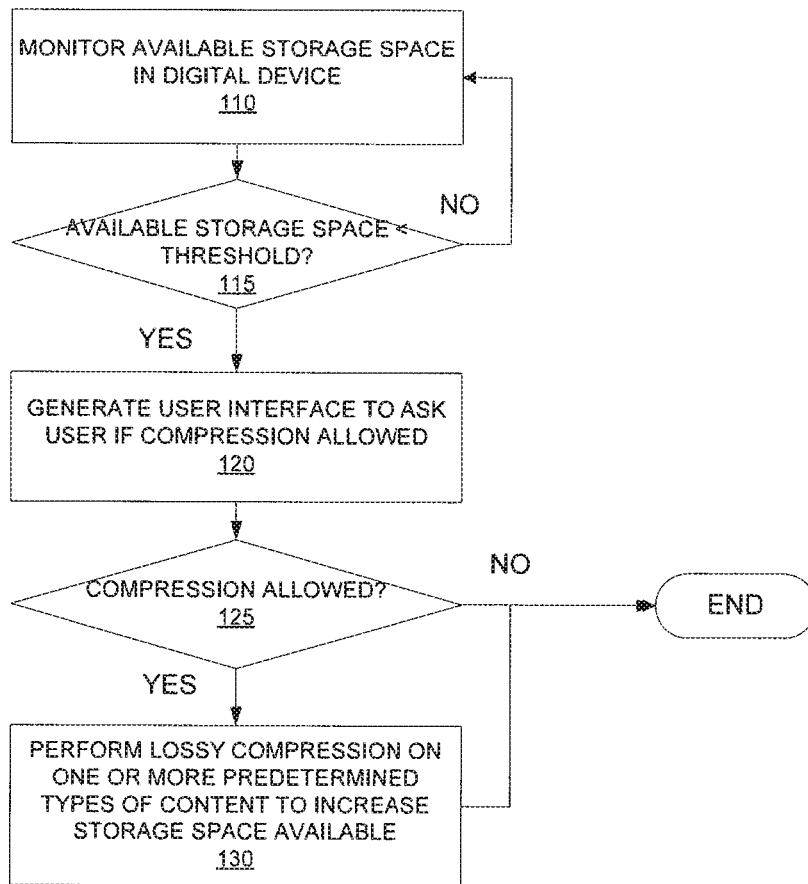 MONITOR AVAILABLE STORAGE SPACE
IN DIGITAL DEVICE
110
NO
AVAILABLE STORAGE SPACE <
THRESHOLD?
115
YES
GENERATE USER INTERFACE TO ASK
USER IF COMPRESSION ALLOWED
120
NO
COMPRESSION ALLOWED?
125
END
YES
PERFORM LOSSY COMPRESSION ON
ONE OR MORE PREDETERMINED
TYPES OF CONTENT TO INCREASE
STORAGE SPACE AVAILABLE
130